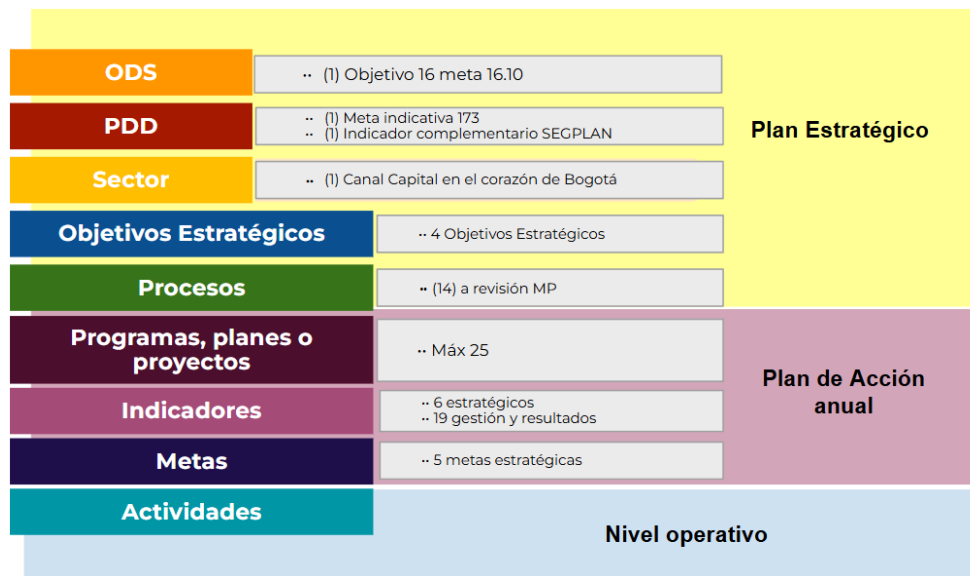 ODS
·· (1) Objetivo 16 meta 16.10
PDD
·· (1) Meta indicativa 173
·· (1) Indicador complementario SEGPLAN
Plan Estratégico
Sector
·· (1) Canal Capital en el corazón de Bogotá
Objetivos Estratégicos
·· 4 Objetivos Estratégicos
Procesos
·· (14) a revisión MP
Programas, planes o
proyectos
·· Máx 25
Plan de Acción
anual
Indicadores
·· 6 estratégicos
·· 19 gestión y resultados
Metas
·· 5 metas estratégicas
Actividades
Nivel operativo